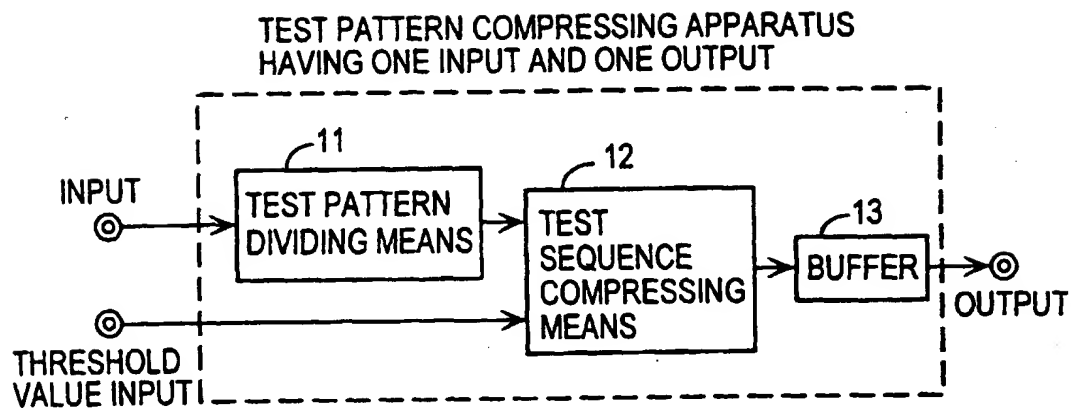 TEST PATTERN COMPRESSING APPARATUS
HAVING ONE INPUT AND ONE OUTPUT
11
12
13
INPUT
TEST PATTERN
DIVIDING MEANS
TEST
SEQUENCE
COMPRESSING
MEANS
BUFFER
OUTPUT
THRESHOLD
VALUE INPUT